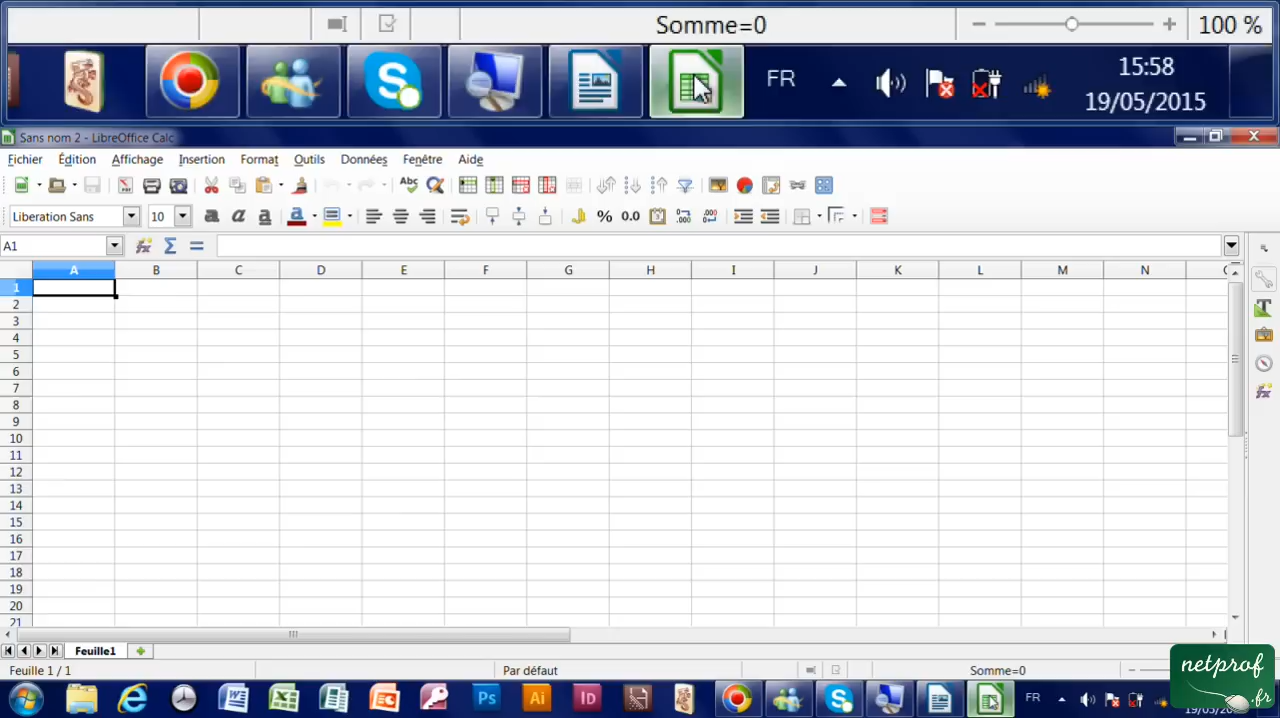 Somme=0 100 %
FR 15:58
19/05/2015
Sans nom 2 - LibreOffice Calc
Fichier Édition Affichage Insertion Format Outils Données Fenêtre Aide
Liberation Sans 10
A1
A B C D E F G H I J K L M N
1
2
3
4
5
6
7
8
9
10
11
12
13
14
15
16
17
18
19
20
21
Feuille1
Feuille 1 / 1 Par défaut Somme=0
netprof
.fr
Ps Ai Id FR